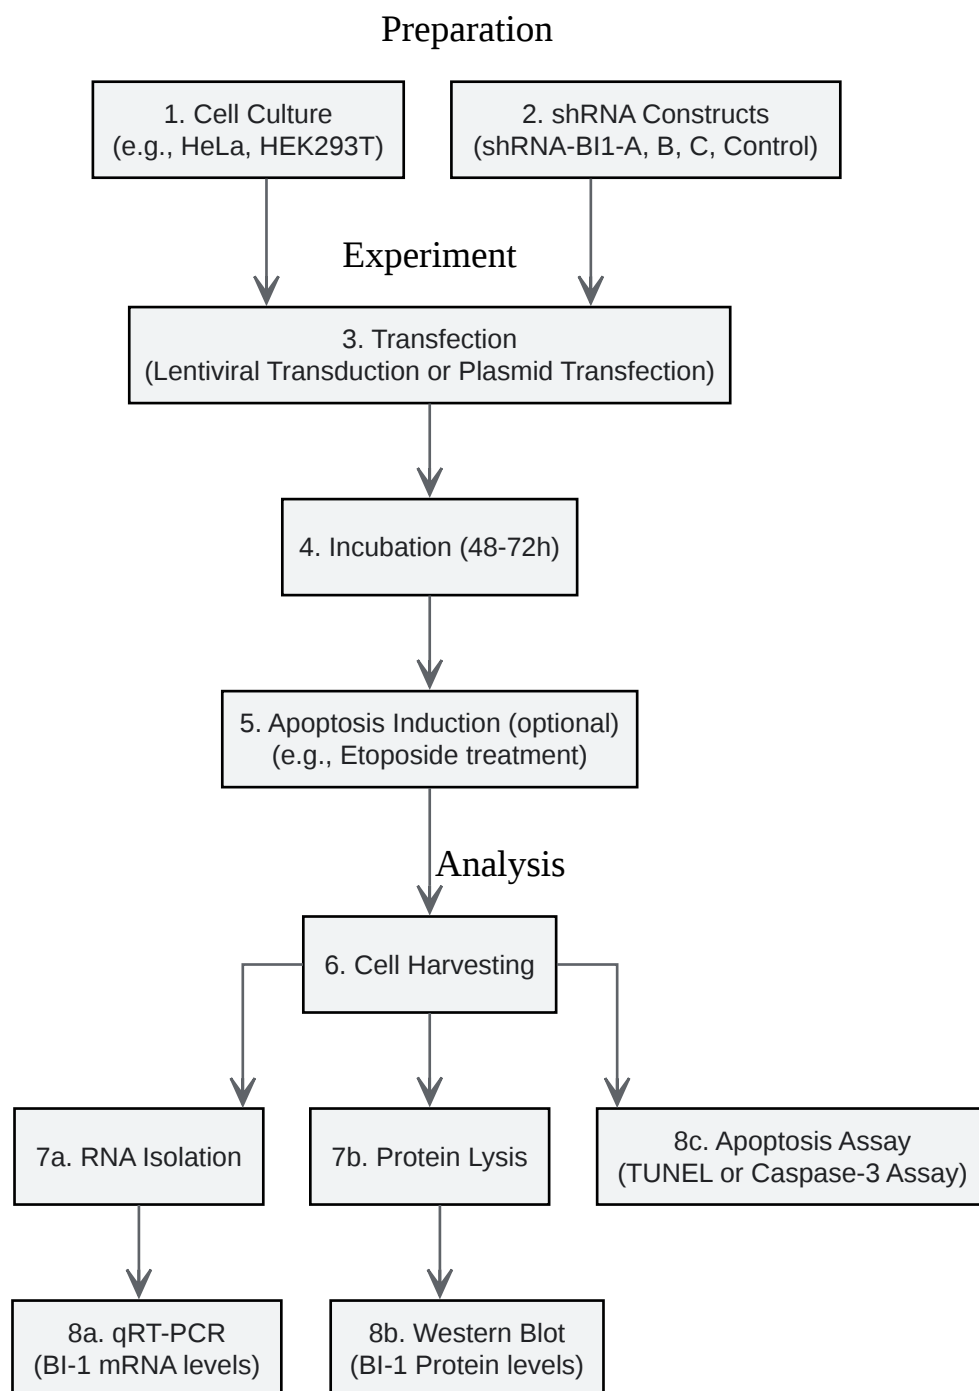 Preparation
1. Cell Culture
(e.g., HeLa, HEK293T)
2. shRNA Constructs
(shRNA-BI1-A, B, C, Control)
Experiment
3. Transfection
(Lentiviral Transduction or Plasmid Transfection)
4. Incubation (48-72h)
5. Apoptosis Induction (optional)
(e.g., Etoposide treatment)
Analysis
6. Cell Harvesting
7a. RNA Isolation
7b. Protein Lysis
8c. Apoptosis Assay
(TUNEL or Caspase-3 Assay)
8a. qRT-PCR
(BI-1 mRNA levels)
8b. Western Blot
(BI-1 Protein levels)